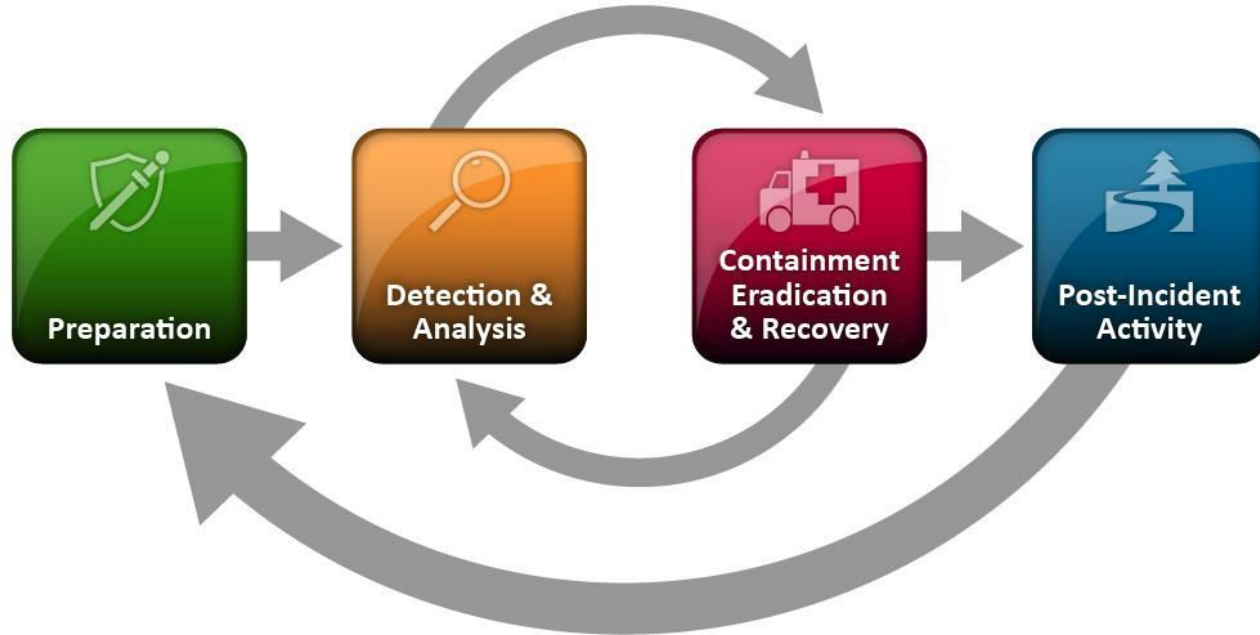 Preparation
Detection &
Analysis
Containment
Eradication
& Recovery
Post-Incident
Activity